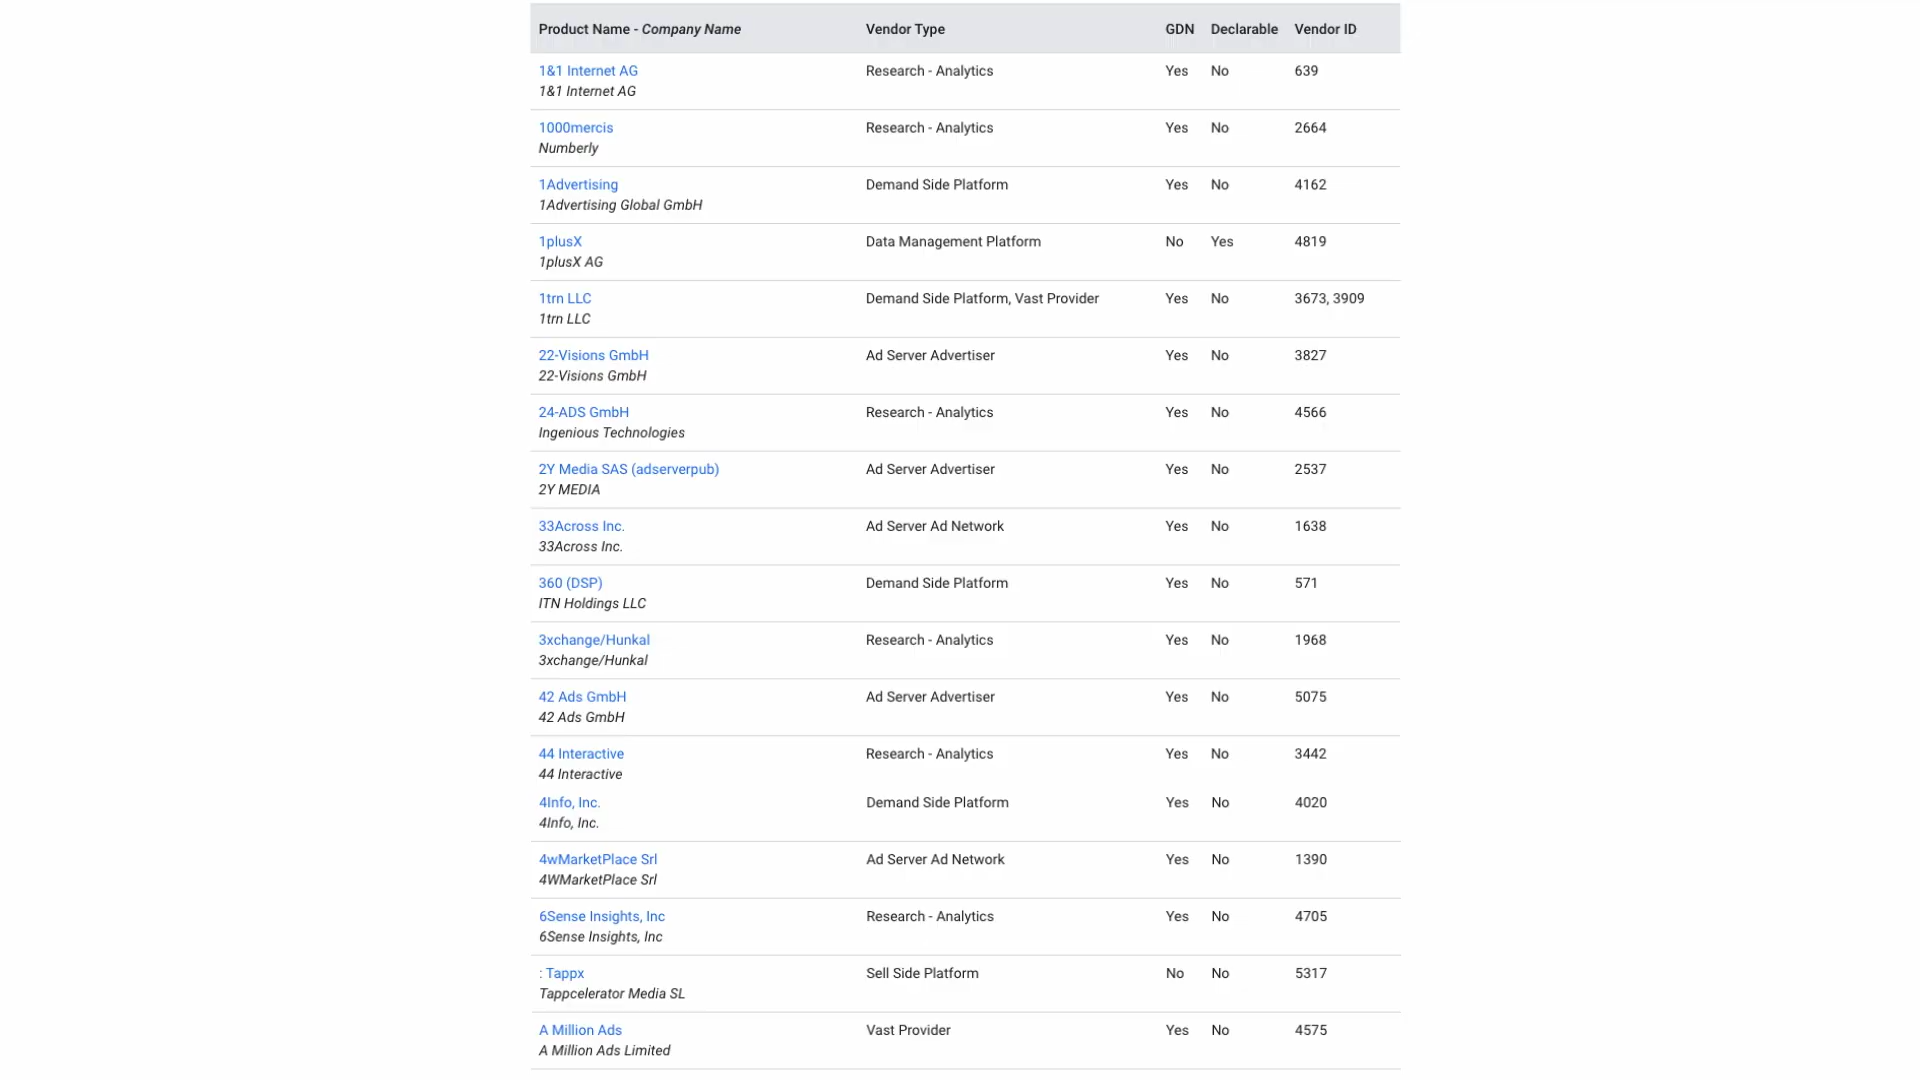 Product Name - Company Name Vendor Type GDN Declarable Vendor ID
1&1 Internet AG Research - Analytics Yes No 639
1&1 Internet AG
1000mercis Research - Analytics Yes No 2664
Numberly
1Advertising Demand Side Platform Yes No 4162
1Advertising Global GmbH
1plusX Data Management Platform No Yes 4819
1plusX AG
1trn LLC Demand Side Platform, Vast Provider Yes No 3673, 3909
1trn LLC
22-Visions GmbH Ad Server Advertiser Yes No 3827
22-Visions GmbH
24-ADS GmbH Research - Analytics Yes No 4566
Ingenious Technologies
2Y Media SAS (adserverpub) Ad Server Advertiser Yes No 2537
2Y MEDIA
33Across Inc. Ad Server Ad Network Yes No 1638
33Across Inc.
360 (DSP) Demand Side Platform Yes No 571
ITN Holdings LLC
3xchange/Hunkal Research - Analytics Yes No 1968
3xchange/Hunkal
42 Ads GmbH Ad Server Advertiser Yes No 5075
42 Ads GmbH
44 Interactive Research - Analytics Yes No 3442
44 Interactive
4Info, Inc. Demand Side Platform Yes No 4020
4Info, Inc.
4wMarketPlace Srl Ad Server Ad Network Yes No 1390
4WMarketPlace Srl
6Sense Insights, Inc Research - Analytics Yes No 4705
6Sense Insights, Inc
: Tappx Sell Side Platform No No 5317
Tappcelerator Media SL
A Million Ads Vast Provider Yes No 4575
A Million Ads Limited